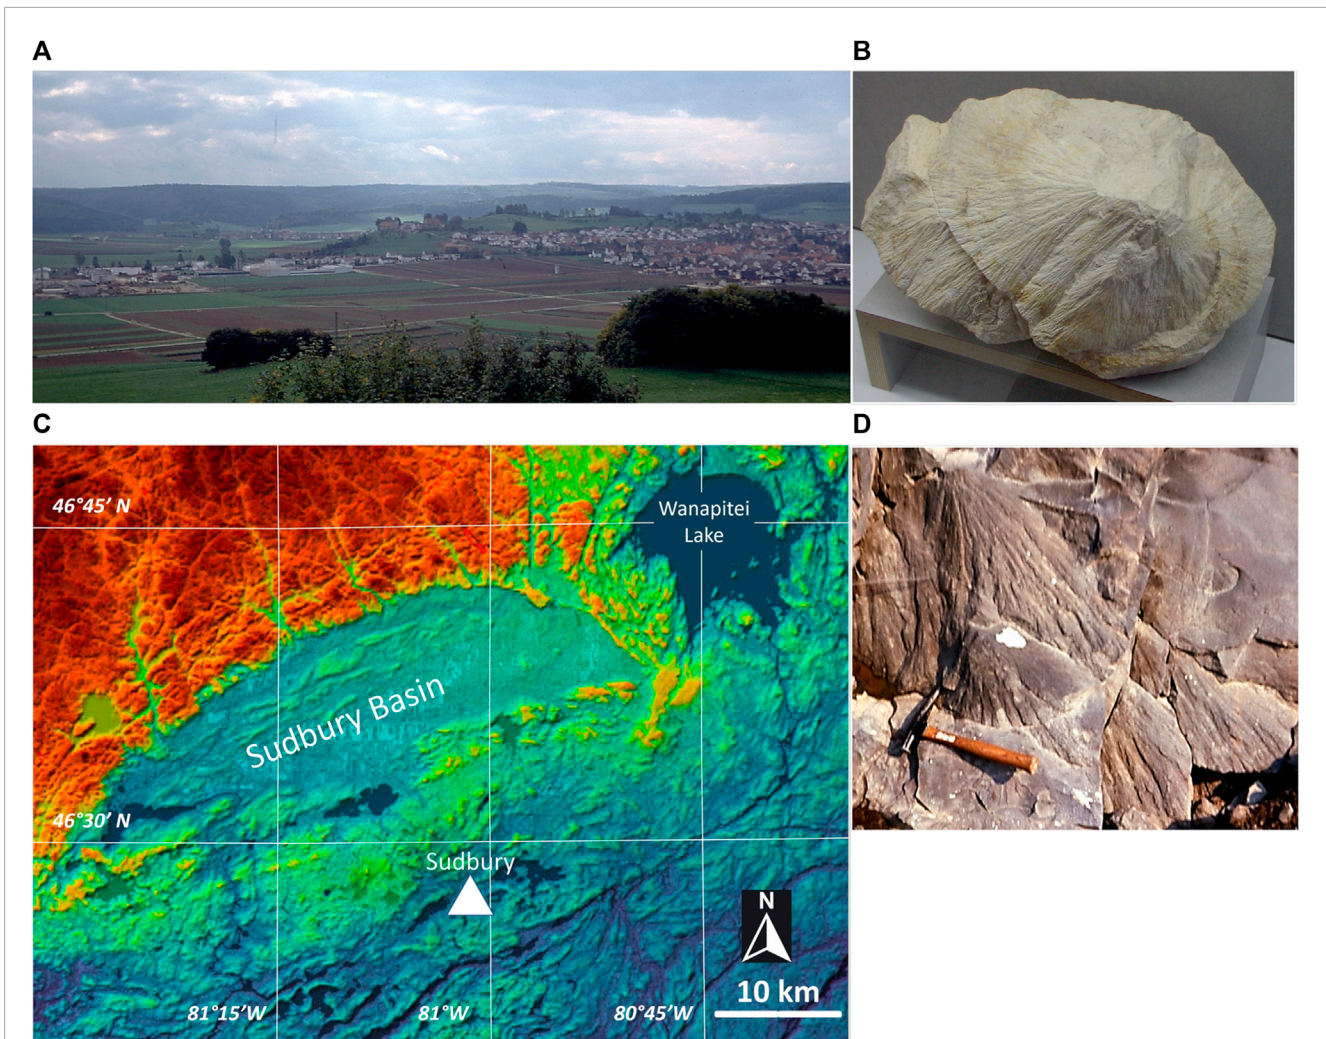 A
B
C
D
46°45’ N
Wanapitei
Lake
Sudbury Basin
46°30’ N
Sudbury
N
10 km
81°15’W
81°W
80°45’W